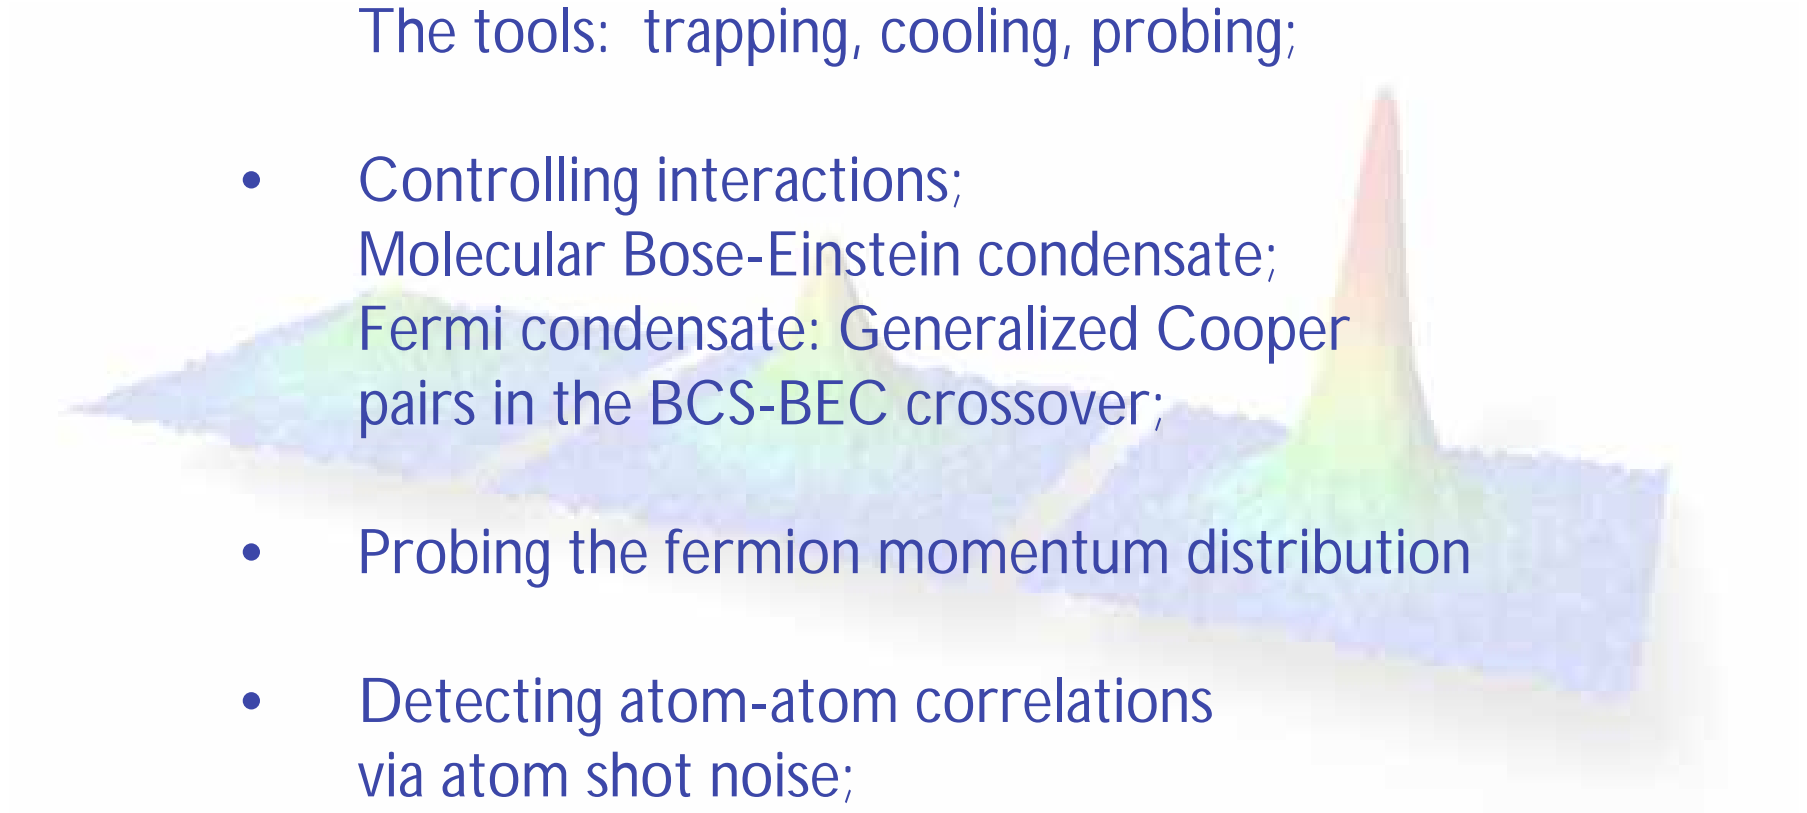 The tools: trapping, cooling, probing;
• Controlling interactions;
Molecular Bose-Einstein condensate;
Fermi condensate: Generalized Cooper
pairs in the BCS-BEC crossover;
• Probing the fermion momentum distribution
• Detecting atom-atom correlations
via atom shot noise;